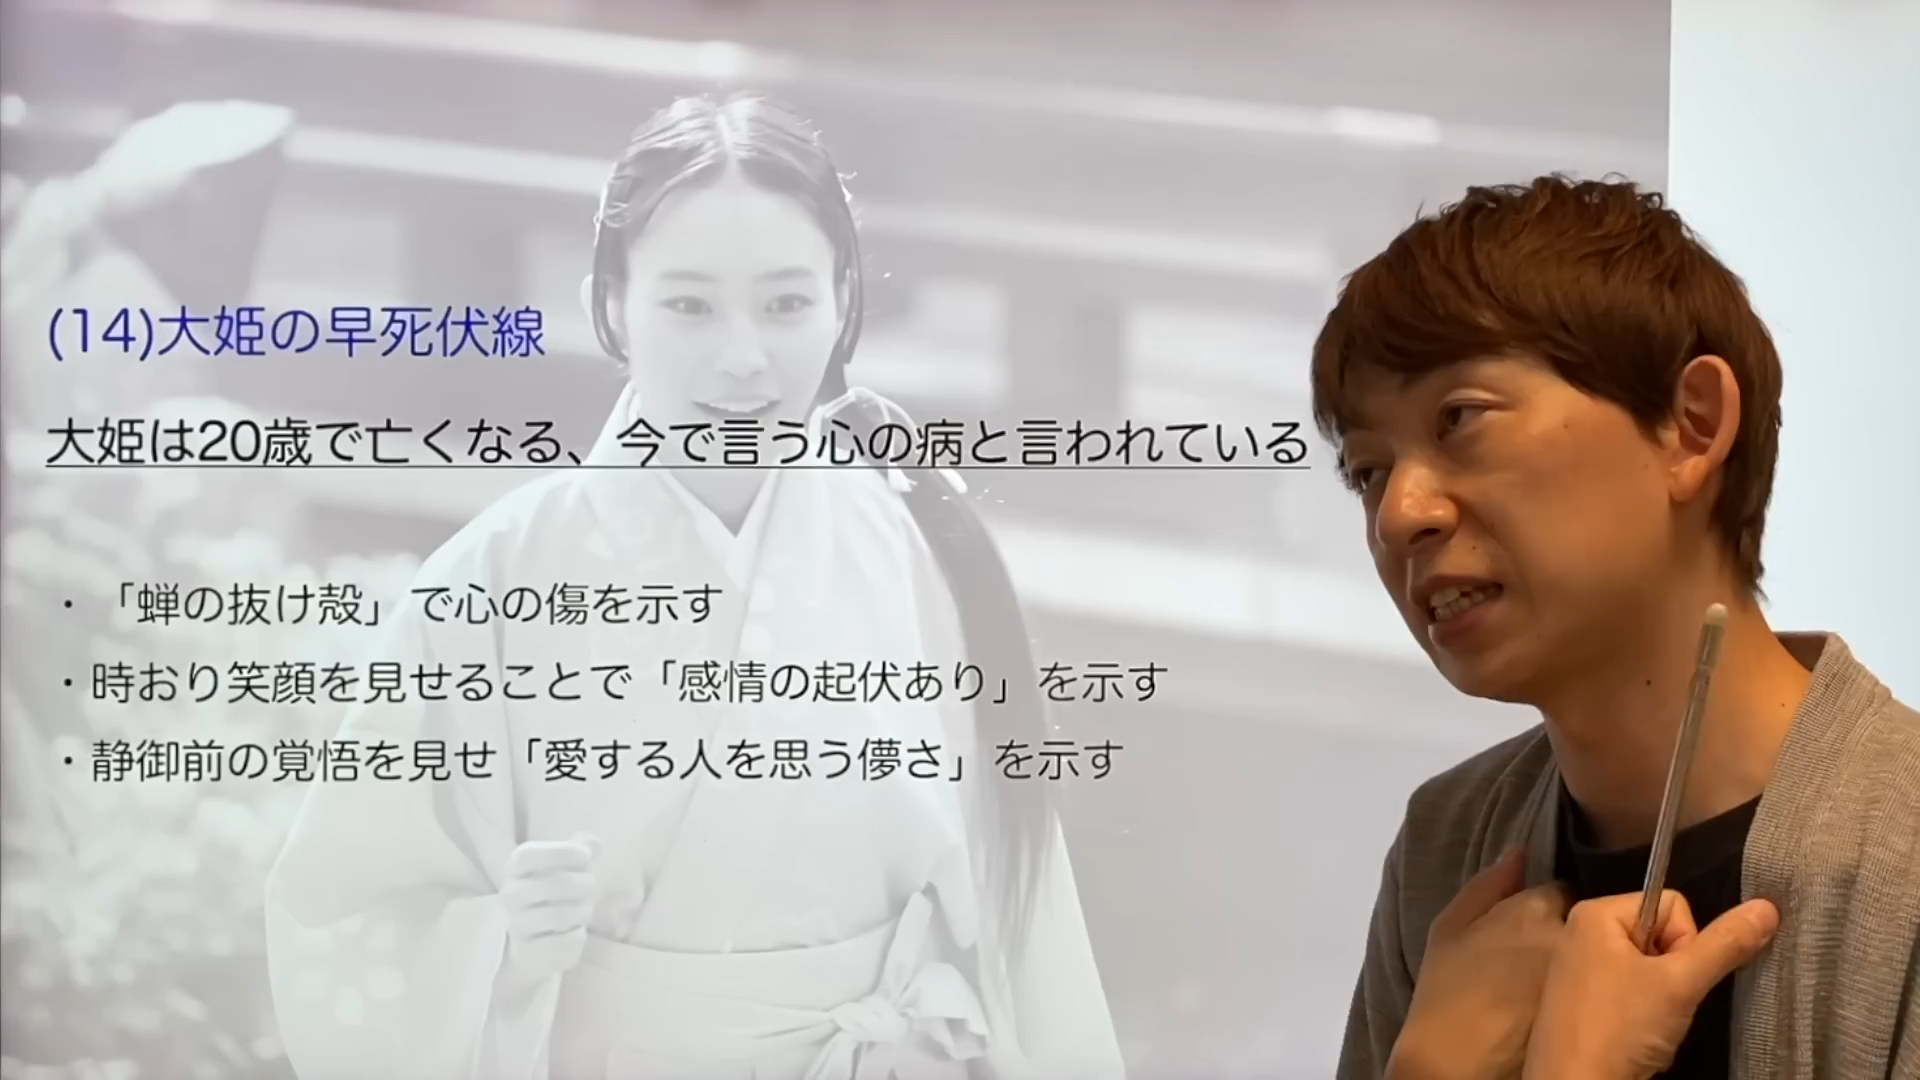 (14)大姫の早死伏線
大姫は20歳で亡くなる、今で言う心の病と言われている
・「蝉の抜け殻」で心の傷を示す
・時おり笑顔を見せることで「感情の起伏あり」を示す
・静御前の覚悟を見せ「愛する人を思う儚さ」を示す